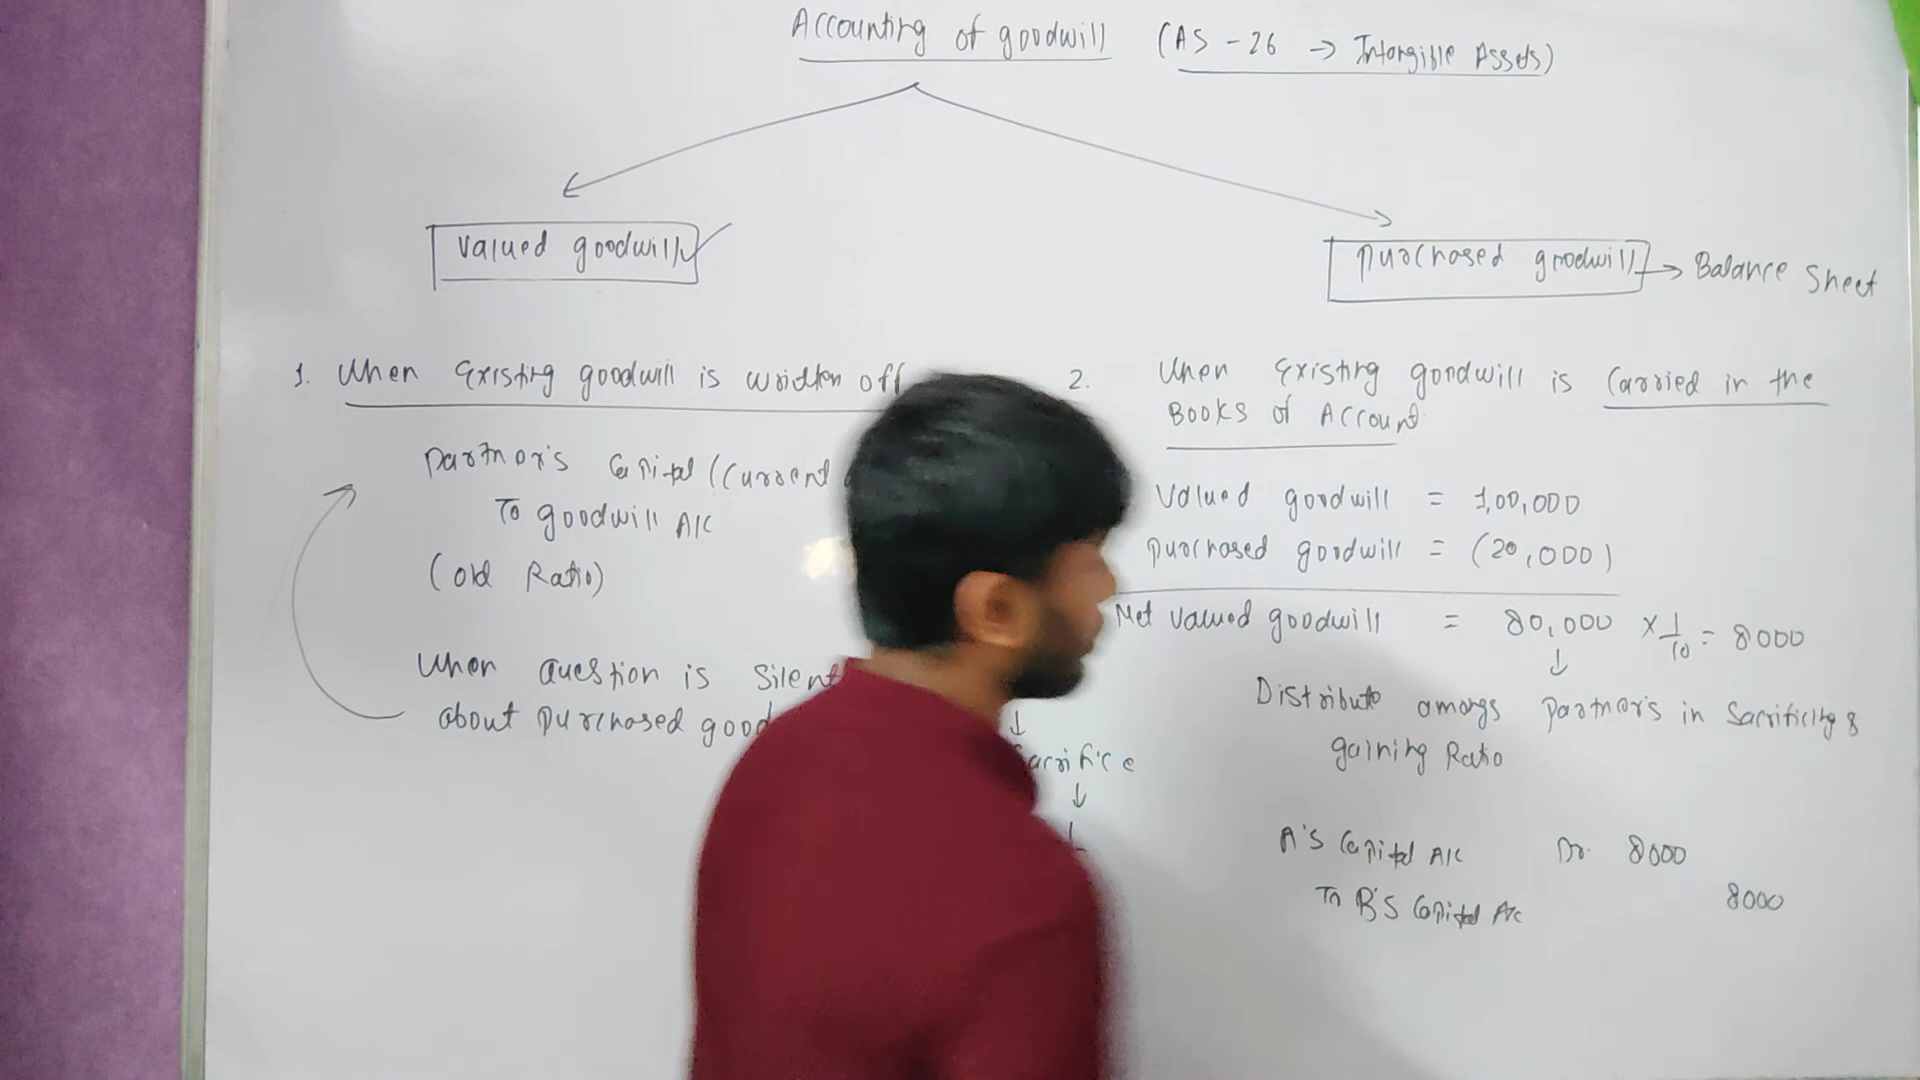 Accounting of goodwill (AS - 26 → Intangible Assets)
Valued goodwill
Purchased goodwill → Balance Sheet
1. When Existing goodwill is written off
Partner's Capital (Current
To goodwill A/c
(Old Ratio)
When Question is Silent
about purchased good
↓
acrifice
↓
2. When Existing goodwill is Carried in the
Books of Account
Valued goodwill = 1,00,000
Purchased goodwill = (20,000)
Net Valued goodwill = 80,000 × 1/10 = 8000
↓
Distribute amongs Partner's in Sacrificing &
gaining Ratio
A's Capital A/c Dr. 8000
To B's Capital A/c 8000